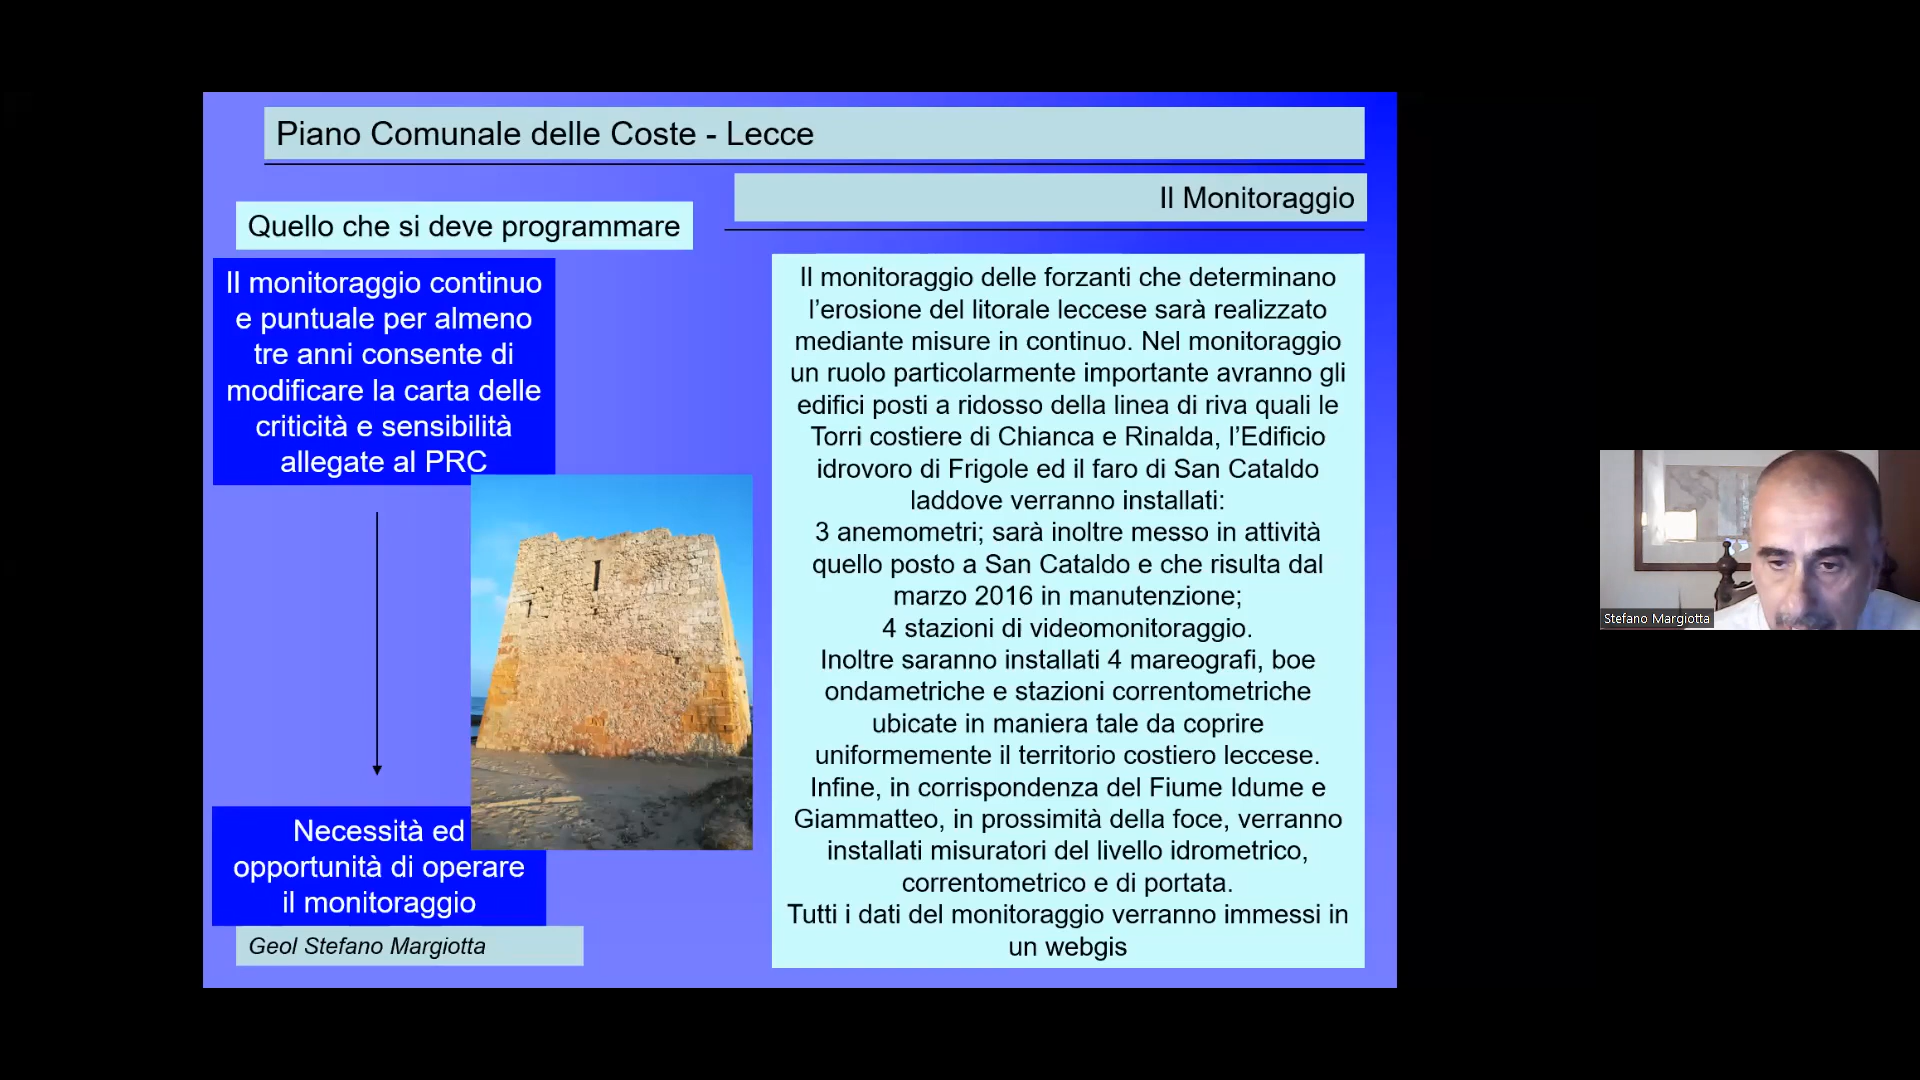 Piano Comunale delle Coste - Lecce
Il Monitoraggio
Quello che si deve programmare
Il monitoraggio continuo
e puntuale per almeno
tre anni consente di
modificare la carta delle
criticità e sensibilità
allegate al PRC
Necessità ed
opportunità di operare
il monitoraggio
Geol Stefano Margiotta
Il monitoraggio delle forzanti che determinano
l’erosione del litorale leccese sarà realizzato
mediante misure in continuo. Nel monitoraggio
un ruolo particolarmente importante avranno gli
edifici posti a ridosso della linea di riva quali le
Torri costiere di Chianca e Rinalda, l’Edificio
idrovoro di Frigole ed il faro di San Cataldo
laddove verranno installati:
3 anemometri; sarà inoltre messo in attività
quello posto a San Cataldo e che risulta dal
marzo 2016 in manutenzione;
4 stazioni di videomonitoraggio.
Inoltre saranno installati 4 mareografi, boe
ondametriche e stazioni correntometriche
ubicate in maniera tale da coprire
uniformemente il territorio costiero leccese.
Infine, in corrispondenza del Fiume Idume e
Giammatteo, in prossimità della foce, verranno
installati misuratori del livello idrometrico,
correntometrico e di portata.
Tutti i dati del monitoraggio verranno immessi in
un webgis
Stefano Margiotta